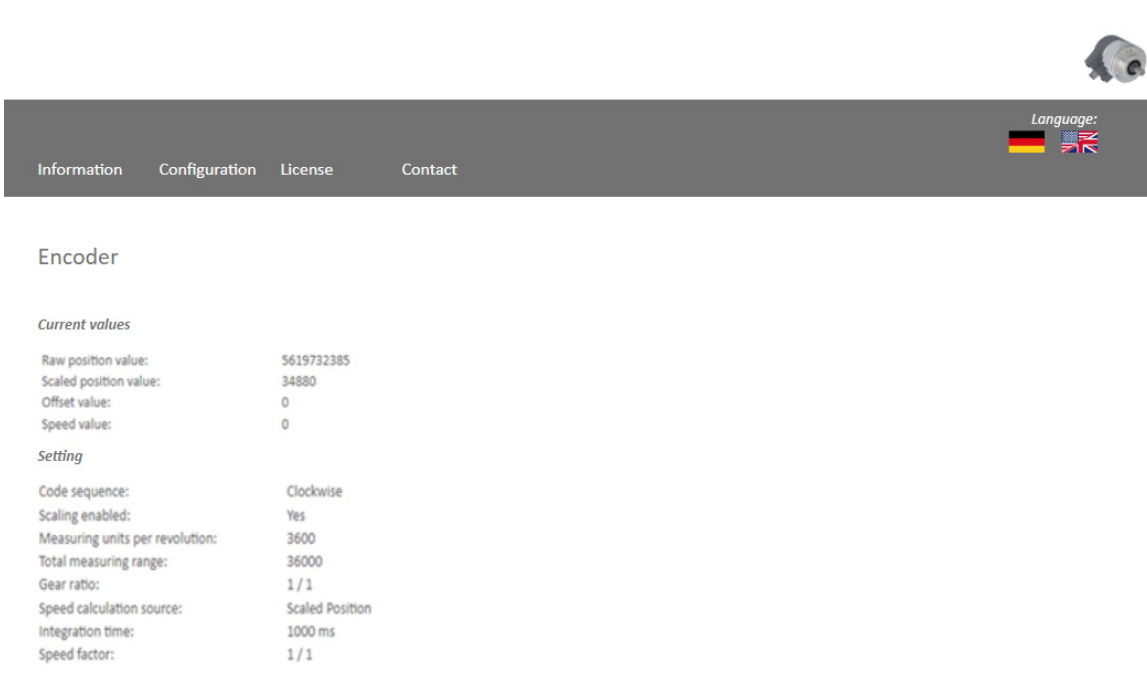 Language:
Information Configuration License Contact
Encoder
Current values
Raw position value: 5619732385
Scaled position value: 34880
Offset value: 0
Speed value: 0
Setting
Code sequence: Clockwise
Scaling enabled: Yes
Measuring units per revolution: 3600
Total measuring range: 36000
Gear ratio: 1 / 1
Speed calculation source: Scaled Position
Integration time: 1000 ms
Speed factor: 1 / 1